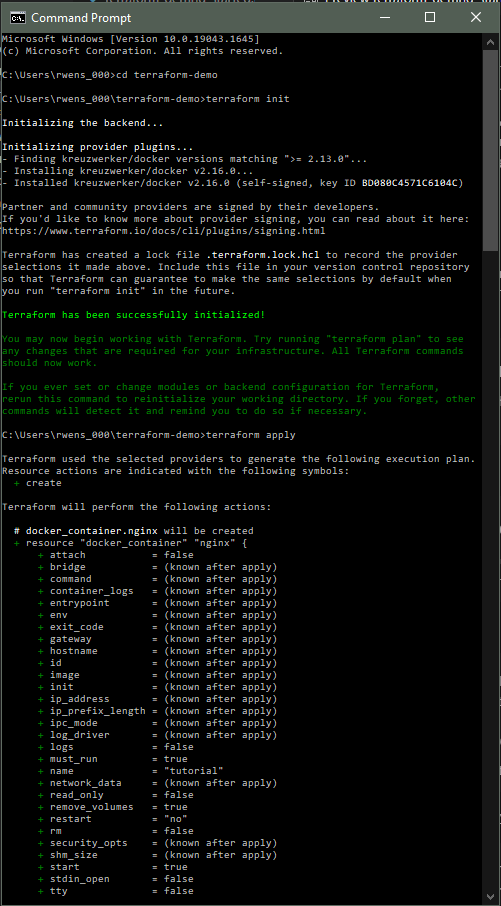 Command Prompt
Microsoft Windows [Version 10.0.19043.1645]
(c) Microsoft Corporation. All rights reserved.
C:\Users\rwens_000>cd terraform-demo
C:\Users\rwens_000\terraform-demo>terraform init
Initializing the backend...
Initializing provider plugins...
- Finding kreuzwerker/docker versions matching ">= 2.13.0"...
- Installing kreuzwerker/docker v2.16.0...
- Installed kreuzwerker/docker v2.16.0 (self-signed, key ID BD080C4571C6104C)
Partner and community providers are signed by their developers.
If you'd like to know more about provider signing, you can read about it here:
https://www.terraform.io/docs/cli/plugins/signing.html
Terraform has created a lock file .terraform.lock.hcl to record the provider
selections it made above. Include this file in your version control repository
so that Terraform can guarantee to make the same selections by default when
you run "terraform init" in the future.
Terraform has been successfully initialized!
You may now begin working with Terraform. Try running "terraform plan" to see
any changes that are required for your infrastructure. All Terraform commands
should now work.
If you ever set or change modules or backend configuration for Terraform,
rerun this command to reinitialize your working directory. If you forget, other
commands will detect it and remind you to do so if necessary.
C:\Users\rwens_000\terraform-demo>terraform apply
Terraform used the selected providers to generate the following execution plan.
Resource actions are indicated with the following symbols:
+ create
Terraform will perform the following actions:
# docker_container.nginx will be created
+ resource "docker_container" "nginx" {
+ attach = false
+ bridge = (known after apply)
+ command = (known after apply)
+ container_logs = (known after apply)
+ entrypoint = (known after apply)
+ env = (known after apply)
+ exit_code = (known after apply)
+ gateway = (known after apply)
+ hostname = (known after apply)
+ id = (known after apply)
+ image = (known after apply)
+ init = (known after apply)
+ ip_address = (known after apply)
+ ip_prefix_length = (known after apply)
+ ipc_mode = (known after apply)
+ log_driver = (known after apply)
+ logs = false
+ must_run = true
+ name = "tutorial"
+ network_data = (known after apply)
+ read_only = false
+ remove_volumes = true
+ restart = "no"
+ rm = false
+ security_opts = (known after apply)
+ shm_size = (known after apply)
+ start = true
+ stdin_open = false
+ tty = false